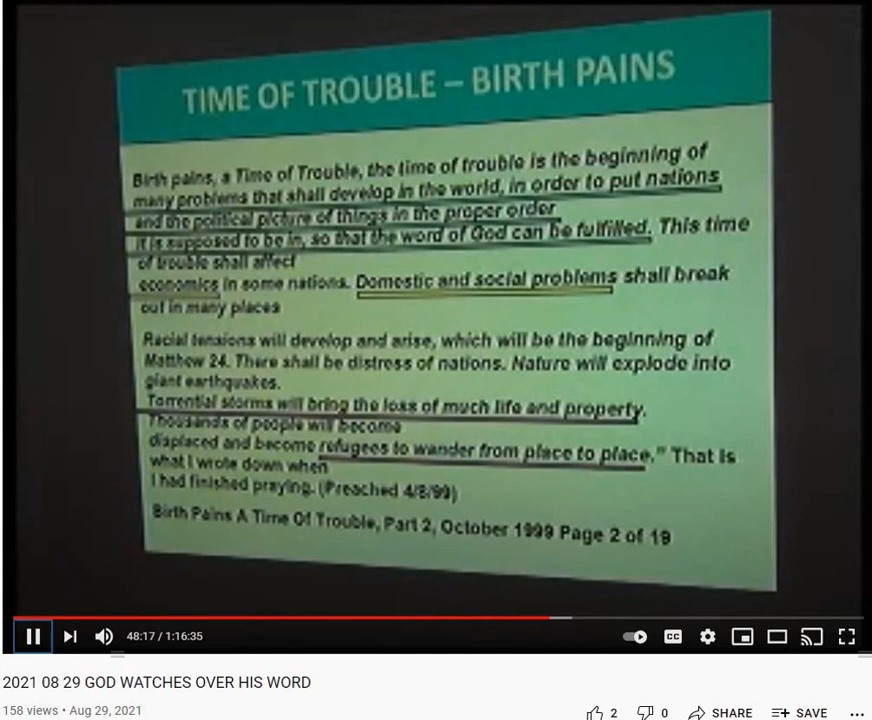 TIME OF TROUBLE – BIRTH PAINS
Birth pains, a Time of Trouble, the time of trouble is the beginning of
many problems that shall develop in the world, in order to put nations
and the political picture of things in the proper order
it is supposed to be in, so that the word of God can be fulfilled. This time
of trouble shall affect
economics in some nations. Domestic and social problems shall break
out in many places
Racial tensions will develop and arise, which will be the beginning of
Matthew 24. There shall be distress of nations. Nature will explode into
giant earthquakes.
Torrential storms will bring the loss of much life and property.
Thousands of people will become
displaced and become refugees to wander from place to place." That is
what I wrote down when
I had finished praying. (Preached 4/8/99)
Birth Pains A Time Of Trouble, Part 2, October 1999 Page 2 of 19
48:17 / 1:16:35
CC
2021 08 29 GOD WATCHES OVER HIS WORD
158 views • Aug 29, 2021
2 0 SHARE SAVE